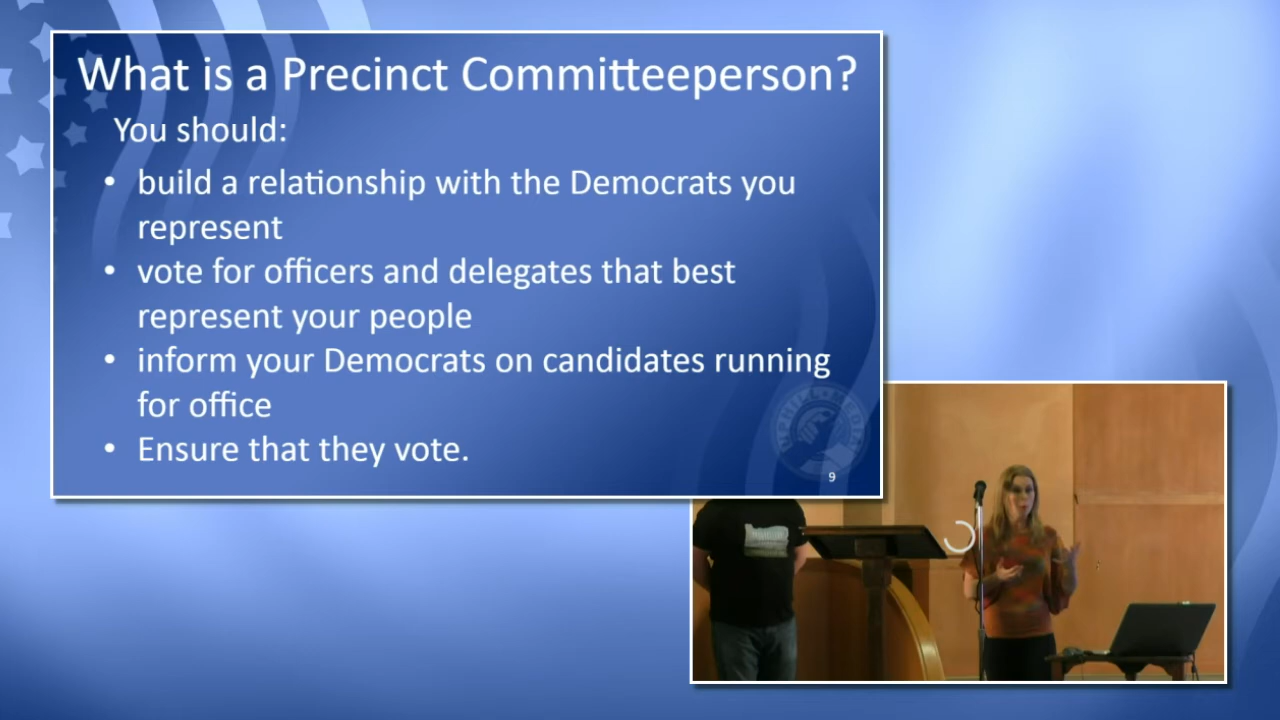 What is a Precinct Committeeperson?
You should:
• build a relationship with the Democrats you
represent
• vote for officers and delegates that best
represent your people
• inform your Democrats on candidates running
for office
• Ensure that they vote.
9